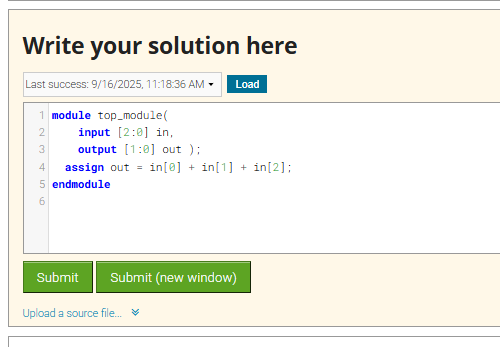 Write your solution here
Last success: 9/16/2025, 11:18:36 AM Load
1 module top_module(
2 input [2:0] in,
3 output [1:0] out );
4 assign out = in[0] + in[1] + in[2];
5 endmodule
6
Submit Submit (new window)
Upload a source file...